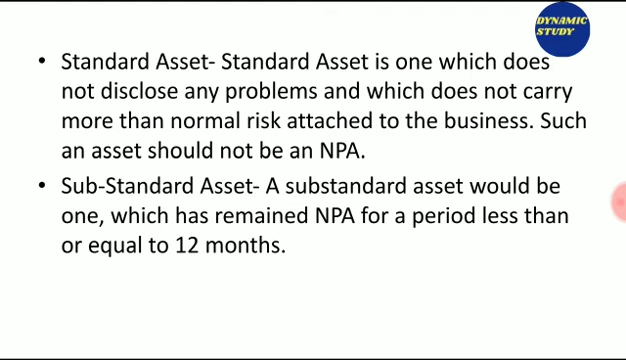 DYNAMIC
STUDY
• Standard Asset- Standard Asset is one which does
not disclose any problems and which does not carry
more than normal risk attached to the business. Such
an asset should not be an NPA.
• Sub-Standard Asset- A substandard asset would be
one, which has remained NPA for a period less than
or equal to 12 months.